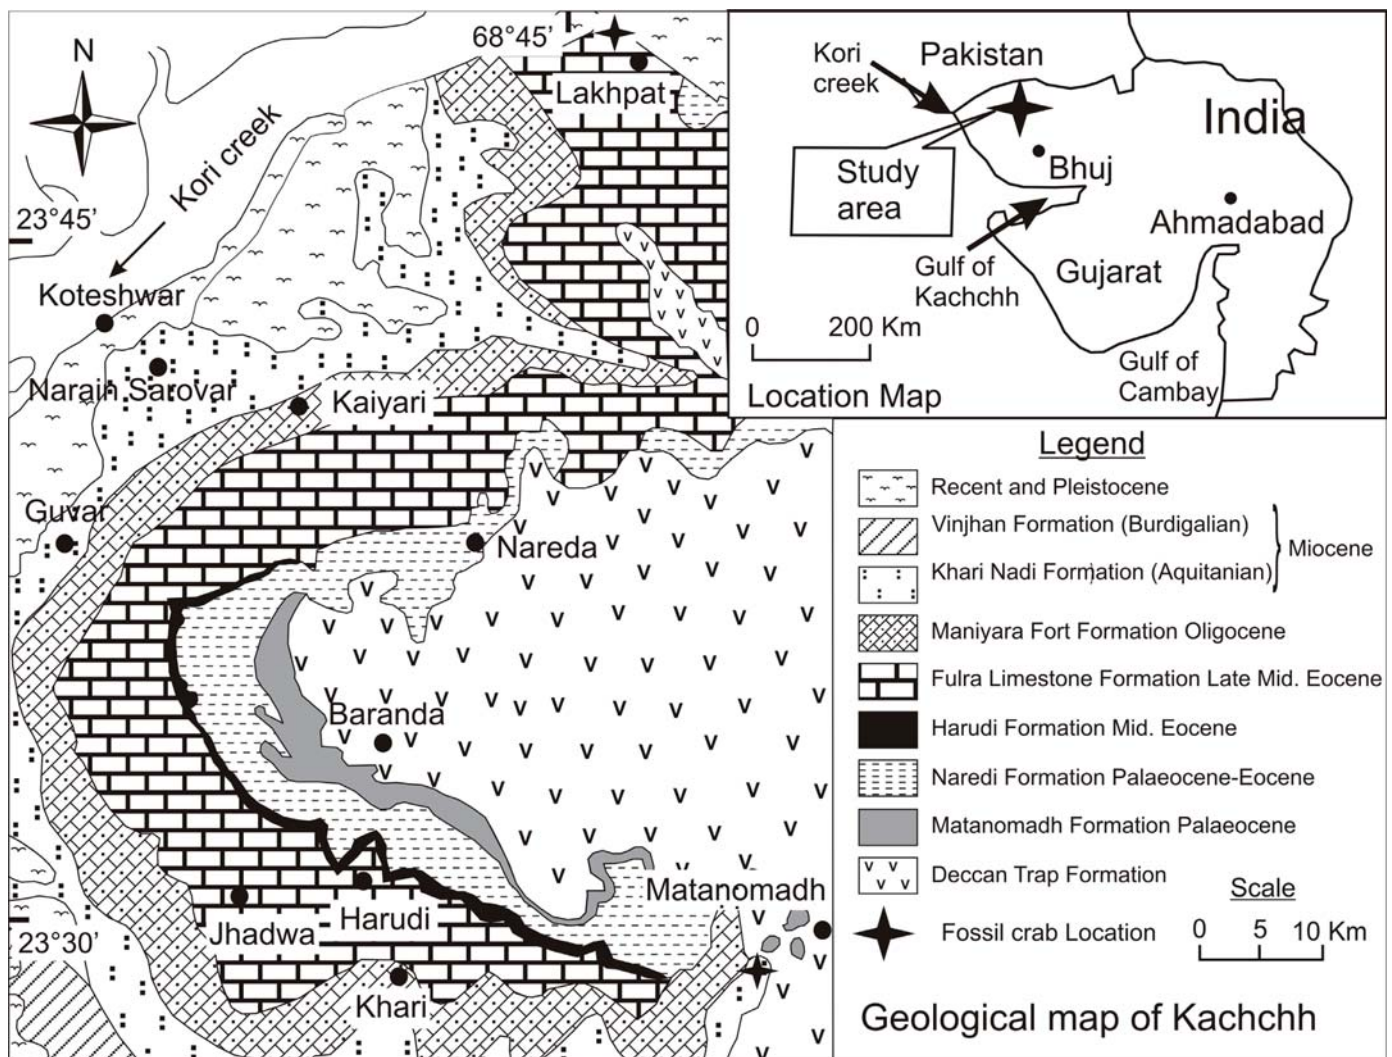 N
68°45’
Lakhpat
Kori creek
23°45’
Koteshwar
Narain Sarovar
Kaiyari
Guvar
Nareda
Baranda
Matanomadh
Harudi
Jhadwa
23°30’
Khari
Kori
creek
Pakistan
India
Study
area
Bhuj
Ahmadabad
Gulf of
Kachchh
Gujarat
0 200 Km
Gulf of
Cambay
Location Map
Legend
Recent and Pleistocene
Vinjhan Formation (Burdigalian)
Miocene
Khari Nadi Formation (Aquitanian)
Maniyara Fort Formation Oligocene
Fulra Limestone Formation Late Mid. Eocene
Harudi Formation Mid. Eocene
Naredi Formation Palaeocene-Eocene
Matanomadh Formation Palaeocene
Deccan Trap Formation
Fossil crab Location
Scale
0 5 10 Km
Geological map of Kachchh